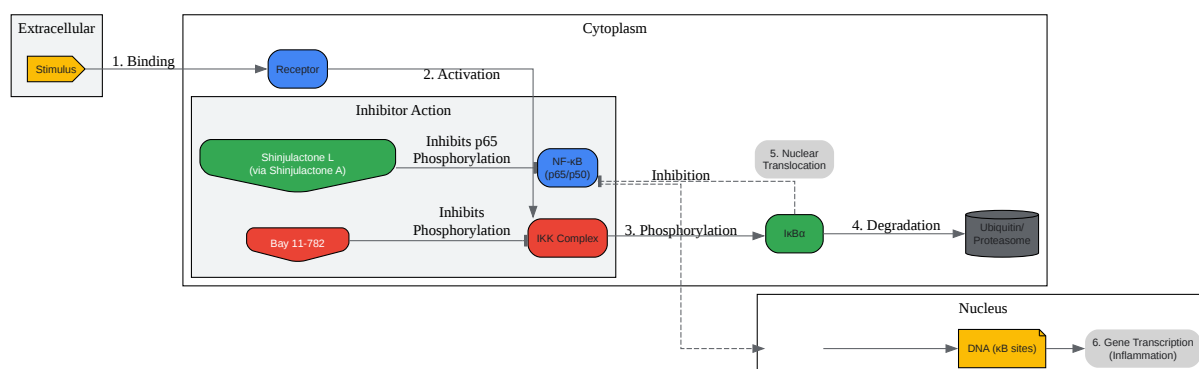 Extracellular
Stimulus
1. Binding
Cytoplasm
Receptor
2. Activation
Inhibitor Action
Shinjulactone L
(via Shinjulactone A)
Inhibits p65
Phosphorylation
NF-κB
(p65/p50)
Inhibition
5. Nuclear
Translocation
Bay 11-782
Inhibits
Phosphorylation
IKK Complex
3. Phosphorylation
IκBα
4. Degradation
Ubiquitin/
Proteasome
Nucleus
DNA (κB sites)
6. Gene Transcription
(Inflammation)